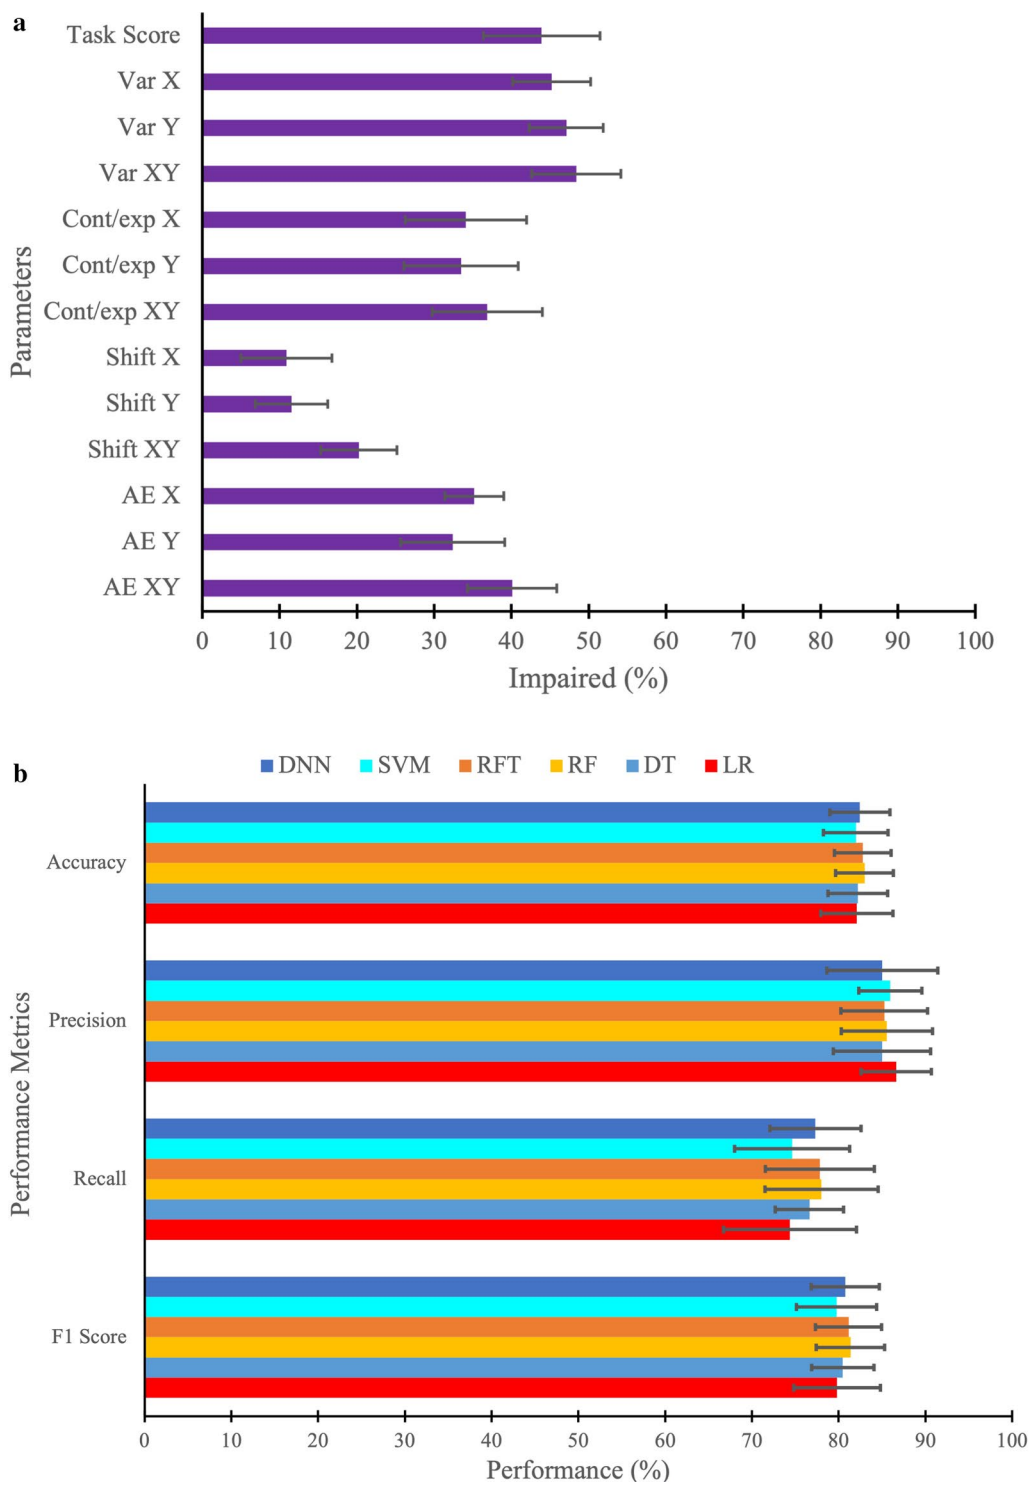 a
Task Score
Var X
Var Y
Var XY
Cont/exp X
Cont/exp Y
Cont/exp XY
Shift X
Shift Y
Shift XY
AE X
AE Y
AE XY
Parameters
0 10 20 30 40 50 60 70 80 90 100
Impaired (%)
b
DNN SVM RFT RF DT LR
Accuracy
Precision
Recall
F1 Score
Performance Metrics
0 10 20 30 40 50 60 70 80 90 100
Performance (%)